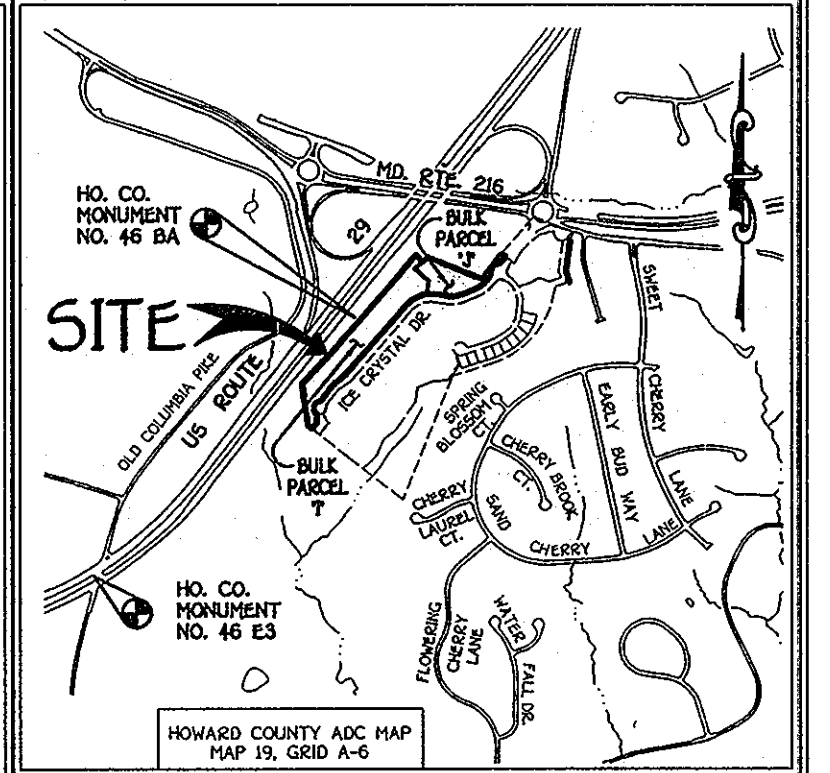 MD. RTE. 216
HO. CO.
MONUMENT
NO. 46 BA
29
BULK
PARCEL
"J"
SITE
ICE CRYSTAL DR.
SWEET
CHERRY
LANE
OLD COLUMBIA PIKE
US ROUTE
SPRING
BLOSSOM
CT.
EARLY BUD WAY
CHERRY BROOK
CT.
BULK
PARCEL
CHERRY
LAUREL
CT.
SAND
CHERRY
LANE
HO. CO.
MONUMENT
NO. 46 E3
FLOWERING
CHERRY
LANE
WATER
FALL DR.
HOWARD COUNTY ADC MAP
MAP 19, GRID A-6